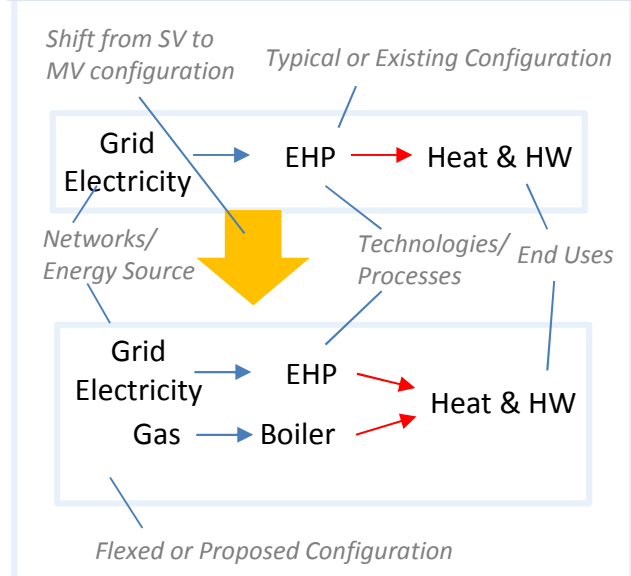 Shift from SV to
MV configuration
Typical or Existing Configuration
Grid
Electricity
EHP
Heat & HW
Networks/
Energy Source
Technologies/
Processes
End Uses
Grid
Electricity
EHP
Heat & HW
Gas
Boiler
Flexed or Proposed Configuration